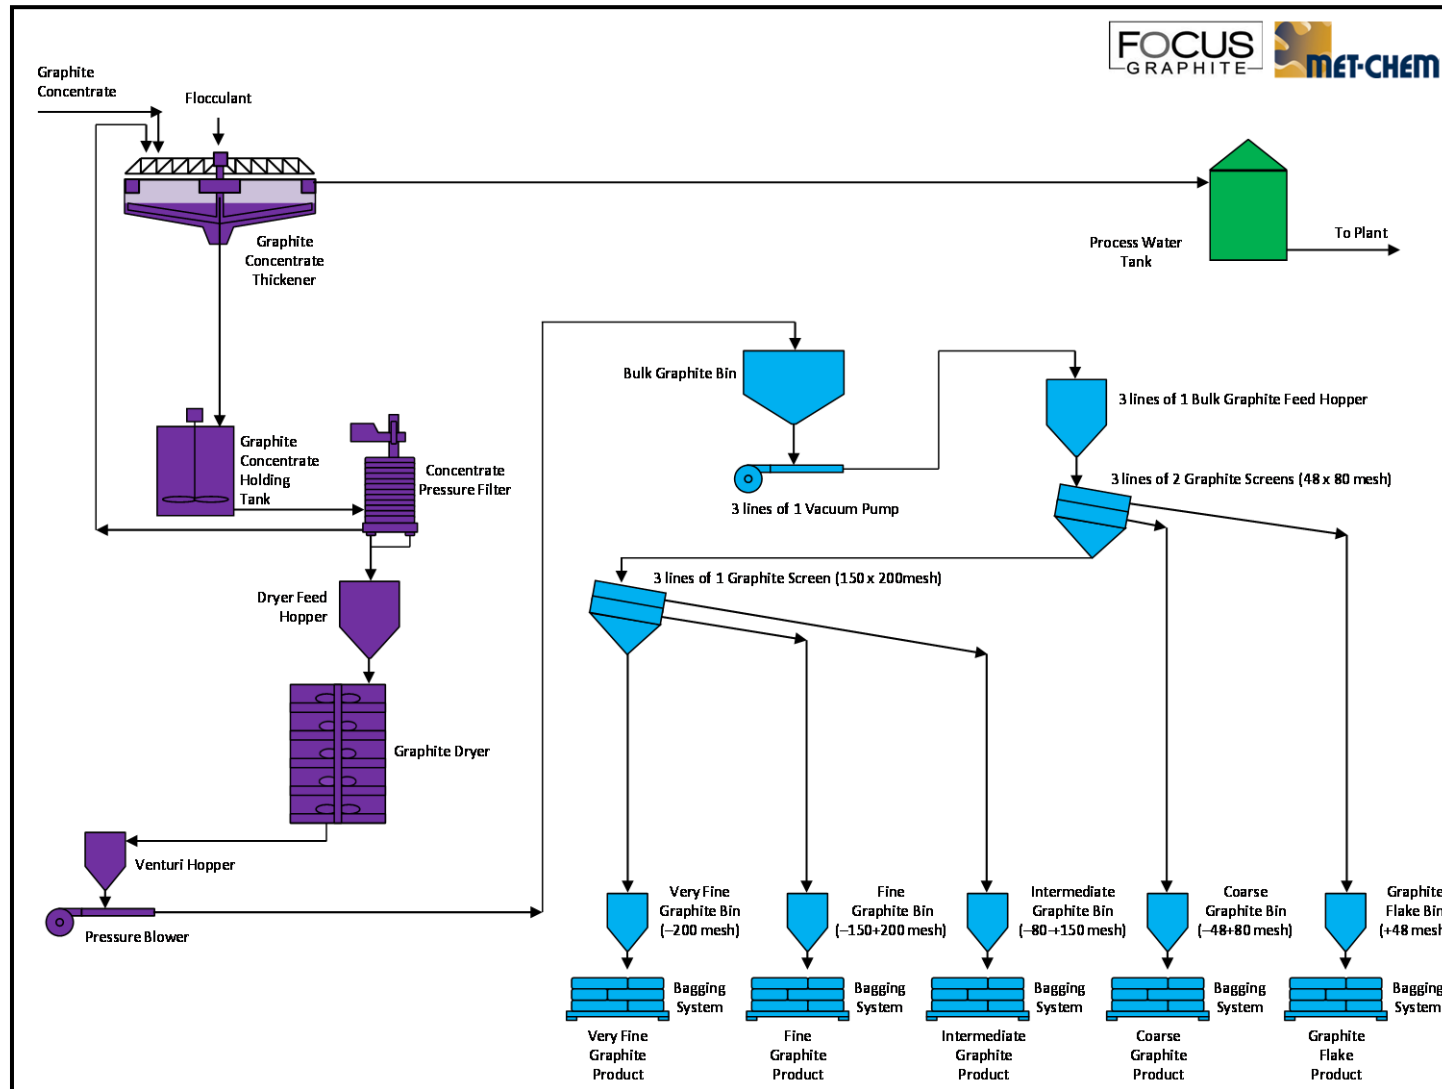 FOCUS
GRAPHITE
MET-CHEM
Graphite
Concentrate
Flocculant
Graphite
Concentrate
Thickener
Process Water
Tank
To Plant
Bulk Graphite Bin
3 lines of 1 Bulk Graphite Feed Hopper
Graphite
Concentrate
Holding
Tank
Concentrate
Pressure Filter
3 lines of 1 Vacuum Pump
3 lines of 2 Graphite Screens (48 x 80 mesh)
3 lines of 1 Graphite Screen (150 x 200mesh)
Dryer Feed
Hopper
Graphite Dryer
Venturi Hopper
Pressure Blower
Very Fine
Graphite Bin
(–200 mesh)
Fine
Graphite Bin
(–150+200 mesh)
Intermediate
Graphite Bin
(–80-+150 mesh)
Coarse
Graphite Bin
(–48+80 mesh)
Graphite
Flake Bin
(+48 mesh
Bagging
System
Bagging
System
Bagging
System
Bagging
System
Bagging
System
Very Fine
Graphite
Product
Fine
Graphite
Product
Intermediate
Graphite
Product
Coarse
Graphite
Product
Graphite
Flake
Product